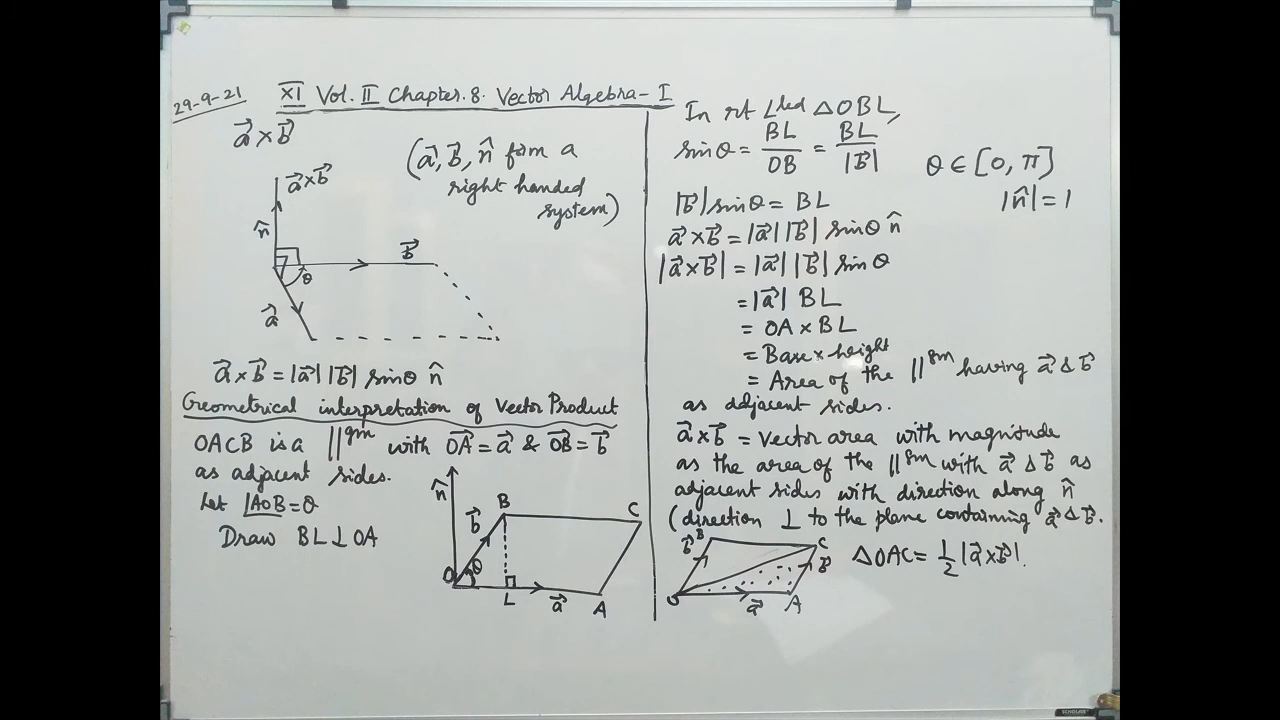 29-9-21
XI Vol. II Chapter. 8. Vector Algebra - I
a⃗ × b⃗
(a⃗, b⃗, n̂ form a
right handed
system)
a⃗×b⃗
n̂
b⃗
θ
a⃗
a⃗ × b⃗ = |a⃗| |b⃗| sinθ n̂
Geometrical interpretation of Vector Product
OACB is a ||gm with OA⃗ = a⃗ & OB⃗ = b⃗
as adjacent sides.
Let ∠AOB = θ
Draw BL ⊥ OA
n̂
B
C
b⃗
O
θ
L
a⃗
A
In rt ∠led △OBL,
sinθ = BL/OB = BL/|b⃗|
θ ∈ [0, π]
|n̂| = 1
|b⃗| sinθ = BL
a⃗ × b⃗ = |a⃗| |b⃗| sinθ n̂
|a⃗ × b⃗| = |a⃗| |b⃗| sinθ
= |a⃗| BL
= OA × BL
= Base × height
= Area of the ||gm having a⃗ & b⃗
as adjacent sides.
a⃗ × b⃗ = Vector area with magnitude
as the area of the ||gm with a⃗ & b⃗ as
adjacent sides with direction along n̂
(direction ⊥ to the plane containing a⃗ & b⃗.
B
b⃗
C
b⃗
O
a⃗
A
△OAC = 1/2 |a⃗×b⃗|.
SCHOLAR